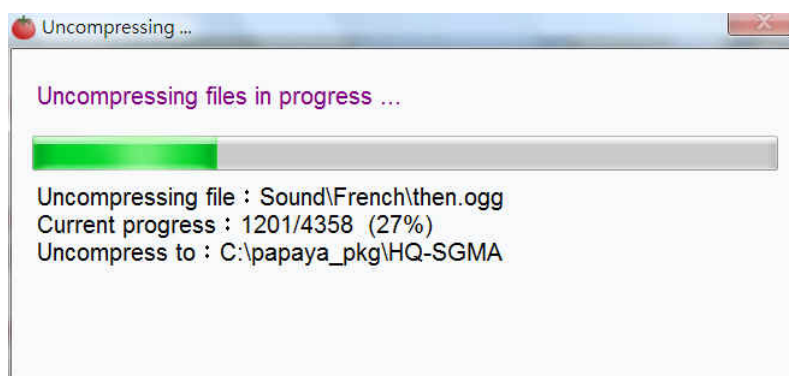 Uncompressing ...
Uncompressing files in progress ...
Uncompressing file：Sound\French\then.ogg
Current progress：1201/4358 (27%)
Uncompress to：C:\papaya_pkg\HQ-SGMA